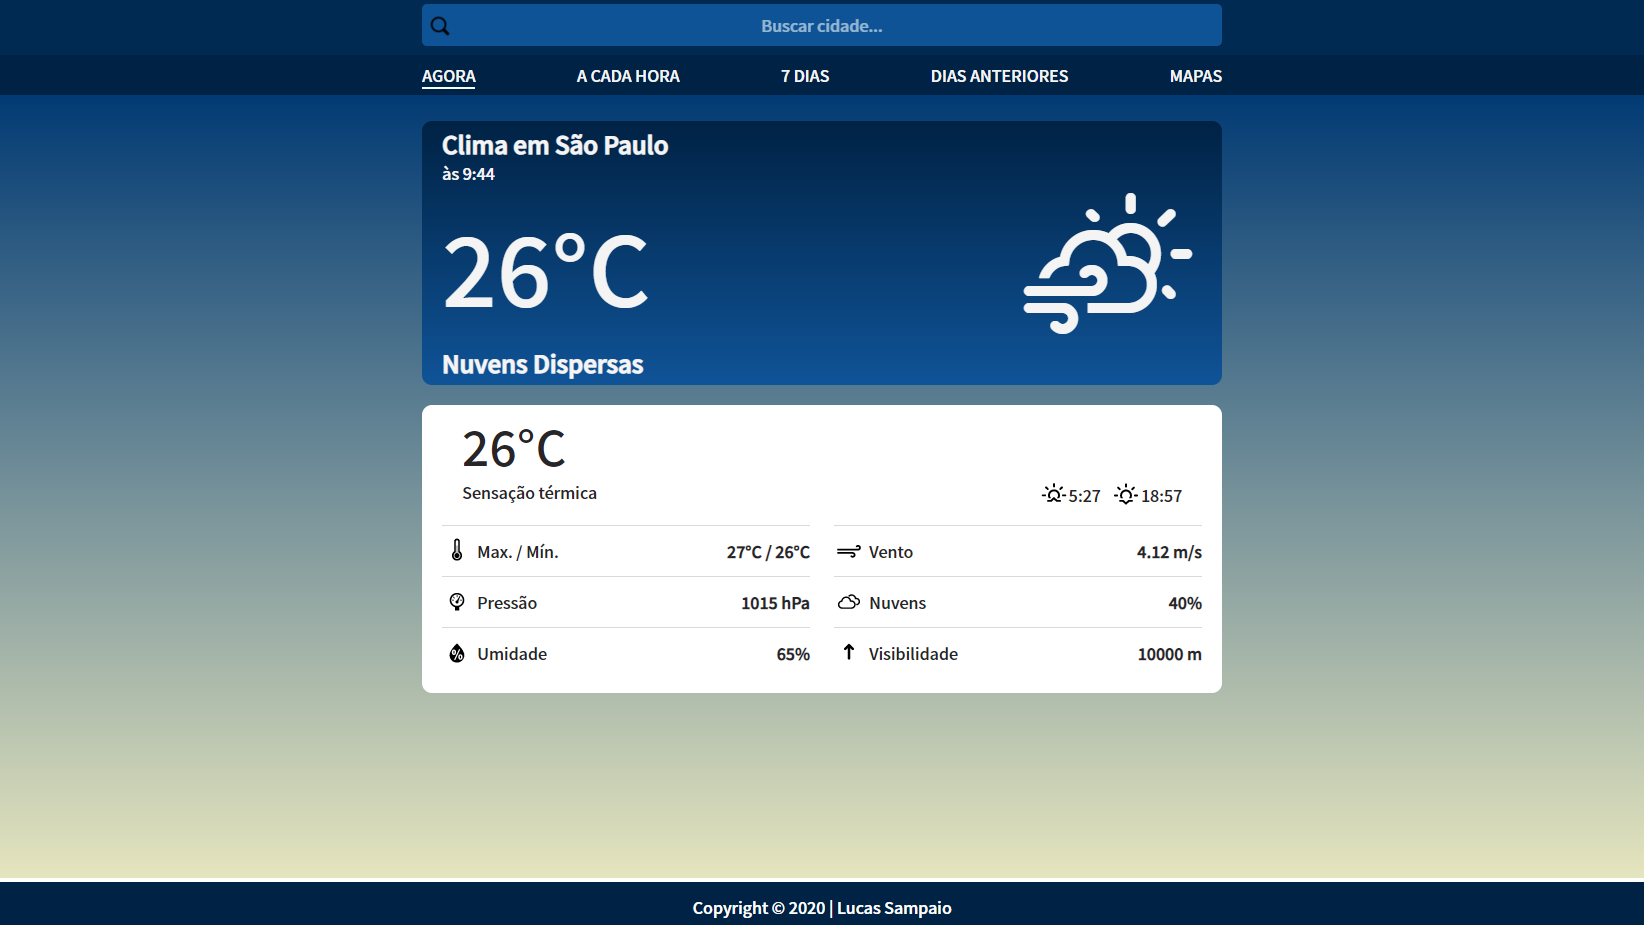 Buscar cidade...
AGORA A CADA HORA 7 DIAS DIAS ANTERIORES MAPAS
Clima em São Paulo
às 9:44
26°C
Nuvens Dispersas
26°C
Sensação térmica
5:27 18:57
Max. / Mín. 27°C / 26°C Vento 4.12 m/s
Pressão 1015 hPa Nuvens 40%
Umidade 65% Visibilidade 10000 m
Copyright © 2020 | Lucas Sampaio